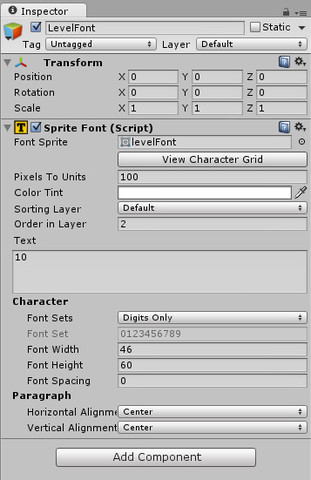 Inspector
LevelFont Static
Tag Untagged Layer Default
Transform
Position X 0 Y 0 Z 0
Rotation X 0 Y 0 Z 0
Scale X 1 Y 1 Z 1
Sprite Font (Script)
Font Sprite levelFont
View Character Grid
Pixels To Units 100
Color Tint
Sorting Layer Default
Order in Layer 2
Text
10
Character
Font Sets Digits Only
Font Set 0123456789
Font Width 46
Font Height 60
Font Spacing 0
Paragraph
Horizontal Alignme Center
Vertical Alignment Center
Add Component